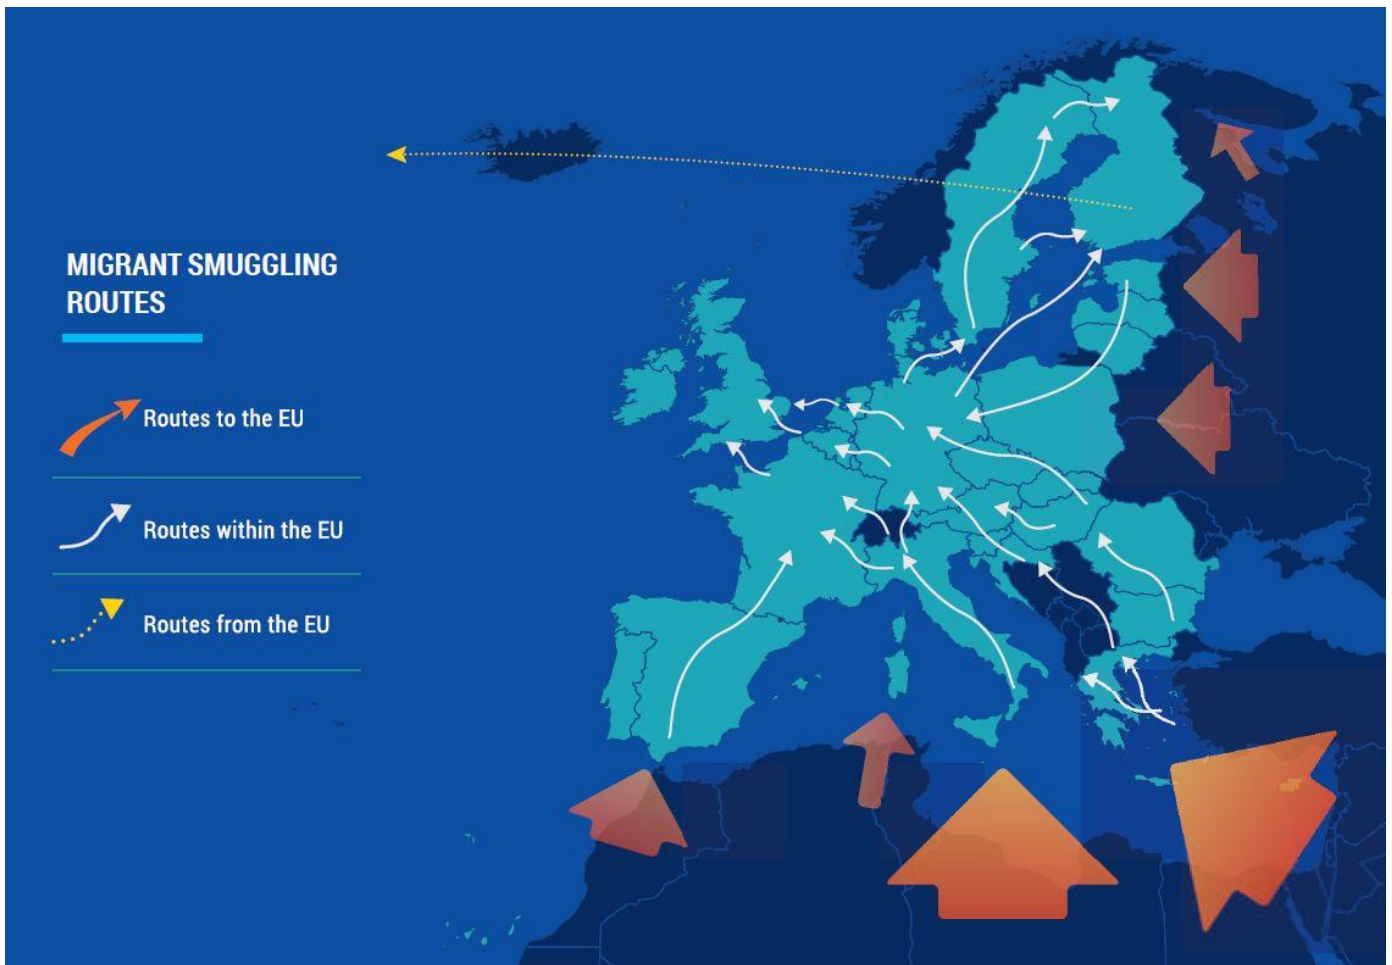 MIGRANT SMUGGLING
ROUTES
Routes to the EU
Routes within the EU
Routes from the EU